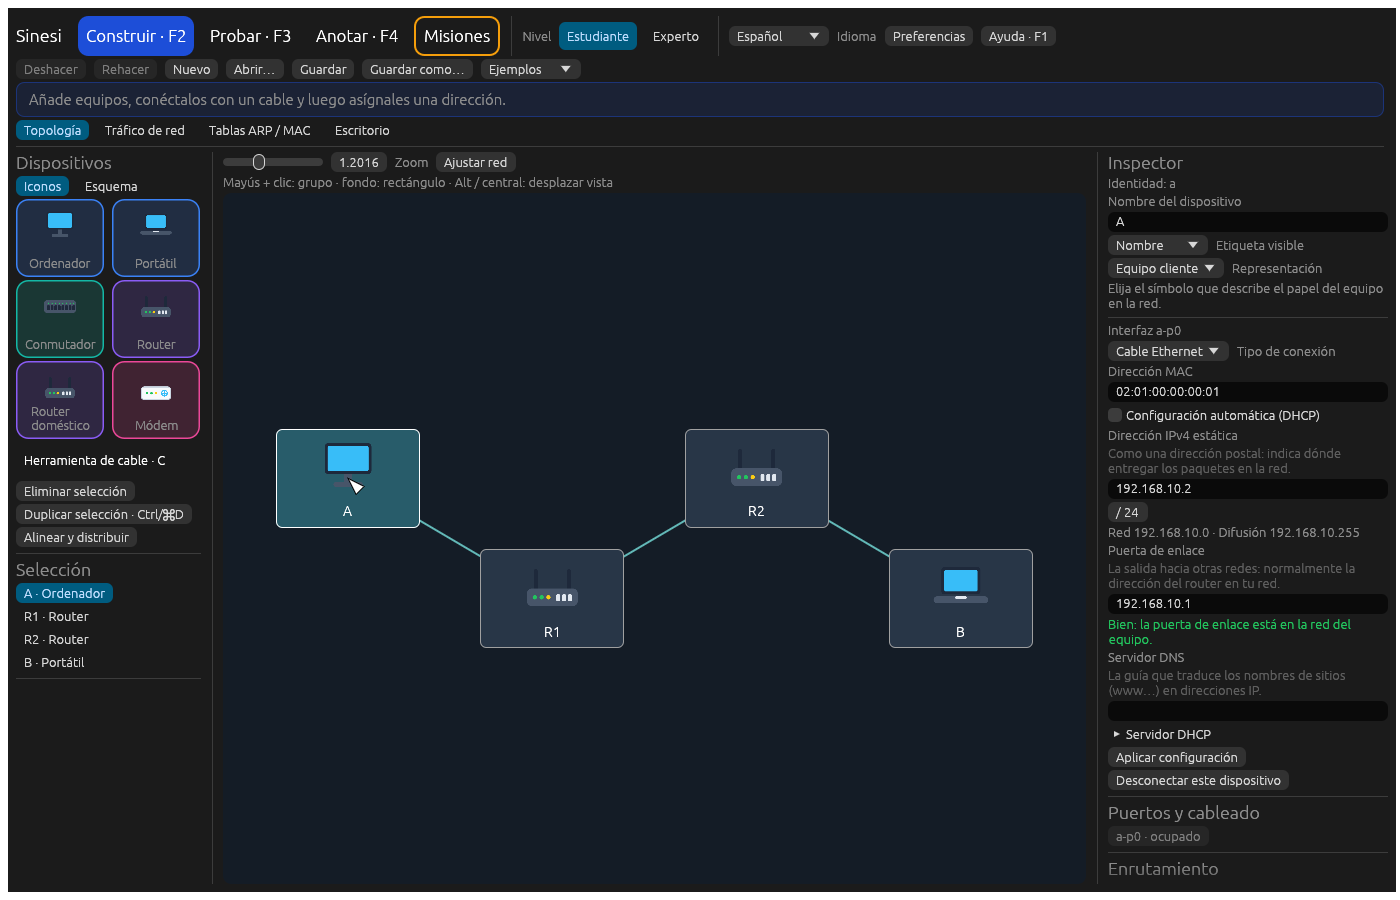 Sinesi Construir · F2 Probar · F3 Anotar · F4 Misiones Nivel Estudiante Experto Español Idioma Preferencias Ayuda · F1
Deshacer Rehacer Nuevo Abrir… Guardar Guardar como… Ejemplos
Añade equipos, conéctalos con un cable y luego asígnales una dirección.
Topología Tráfico de red Tablas ARP / MAC Escritorio
Dispositivos
Iconos Esquema
Ordenador Portátil
Conmutador Router
Router doméstico Módem
Herramienta de cable · C
Eliminar selección
Duplicar selección · Ctrl/⌘D
Alinear y distribuir
Selección
A · Ordenador
R1 · Router
R2 · Router
B · Portátil
1.2016 Zoom Ajustar red
Mayús + clic: grupo · fondo: rectángulo · Alt / central: desplazar vista
A
R2
R1
B
Inspector
Identidad: a
Nombre del dispositivo
A
Nombre Etiqueta visible
Equipo cliente Representación
Elija el símbolo que describe el papel del equipo
en la red.
Interfaz a-p0
Cable Ethernet Tipo de conexión
Dirección MAC
02:01:00:00:00:01
Configuración automática (DHCP)
Dirección IPv4 estática
Como una dirección postal: indica dónde
entregar los paquetes en la red.
192.168.10.2
/ 24
Red 192.168.10.0 · Difusión 192.168.10.255
Puerta de enlace
La salida hacia otras redes: normalmente la
dirección del router en tu red.
192.168.10.1
Bien: la puerta de enlace está en la red del
equipo.
Servidor DNS
La guía que traduce los nombres de sitios
(www…) en direcciones IP.
Servidor DHCP
Aplicar configuración
Desconectar este dispositivo
Puertos y cableado
a-p0 · ocupado
Enrutamiento